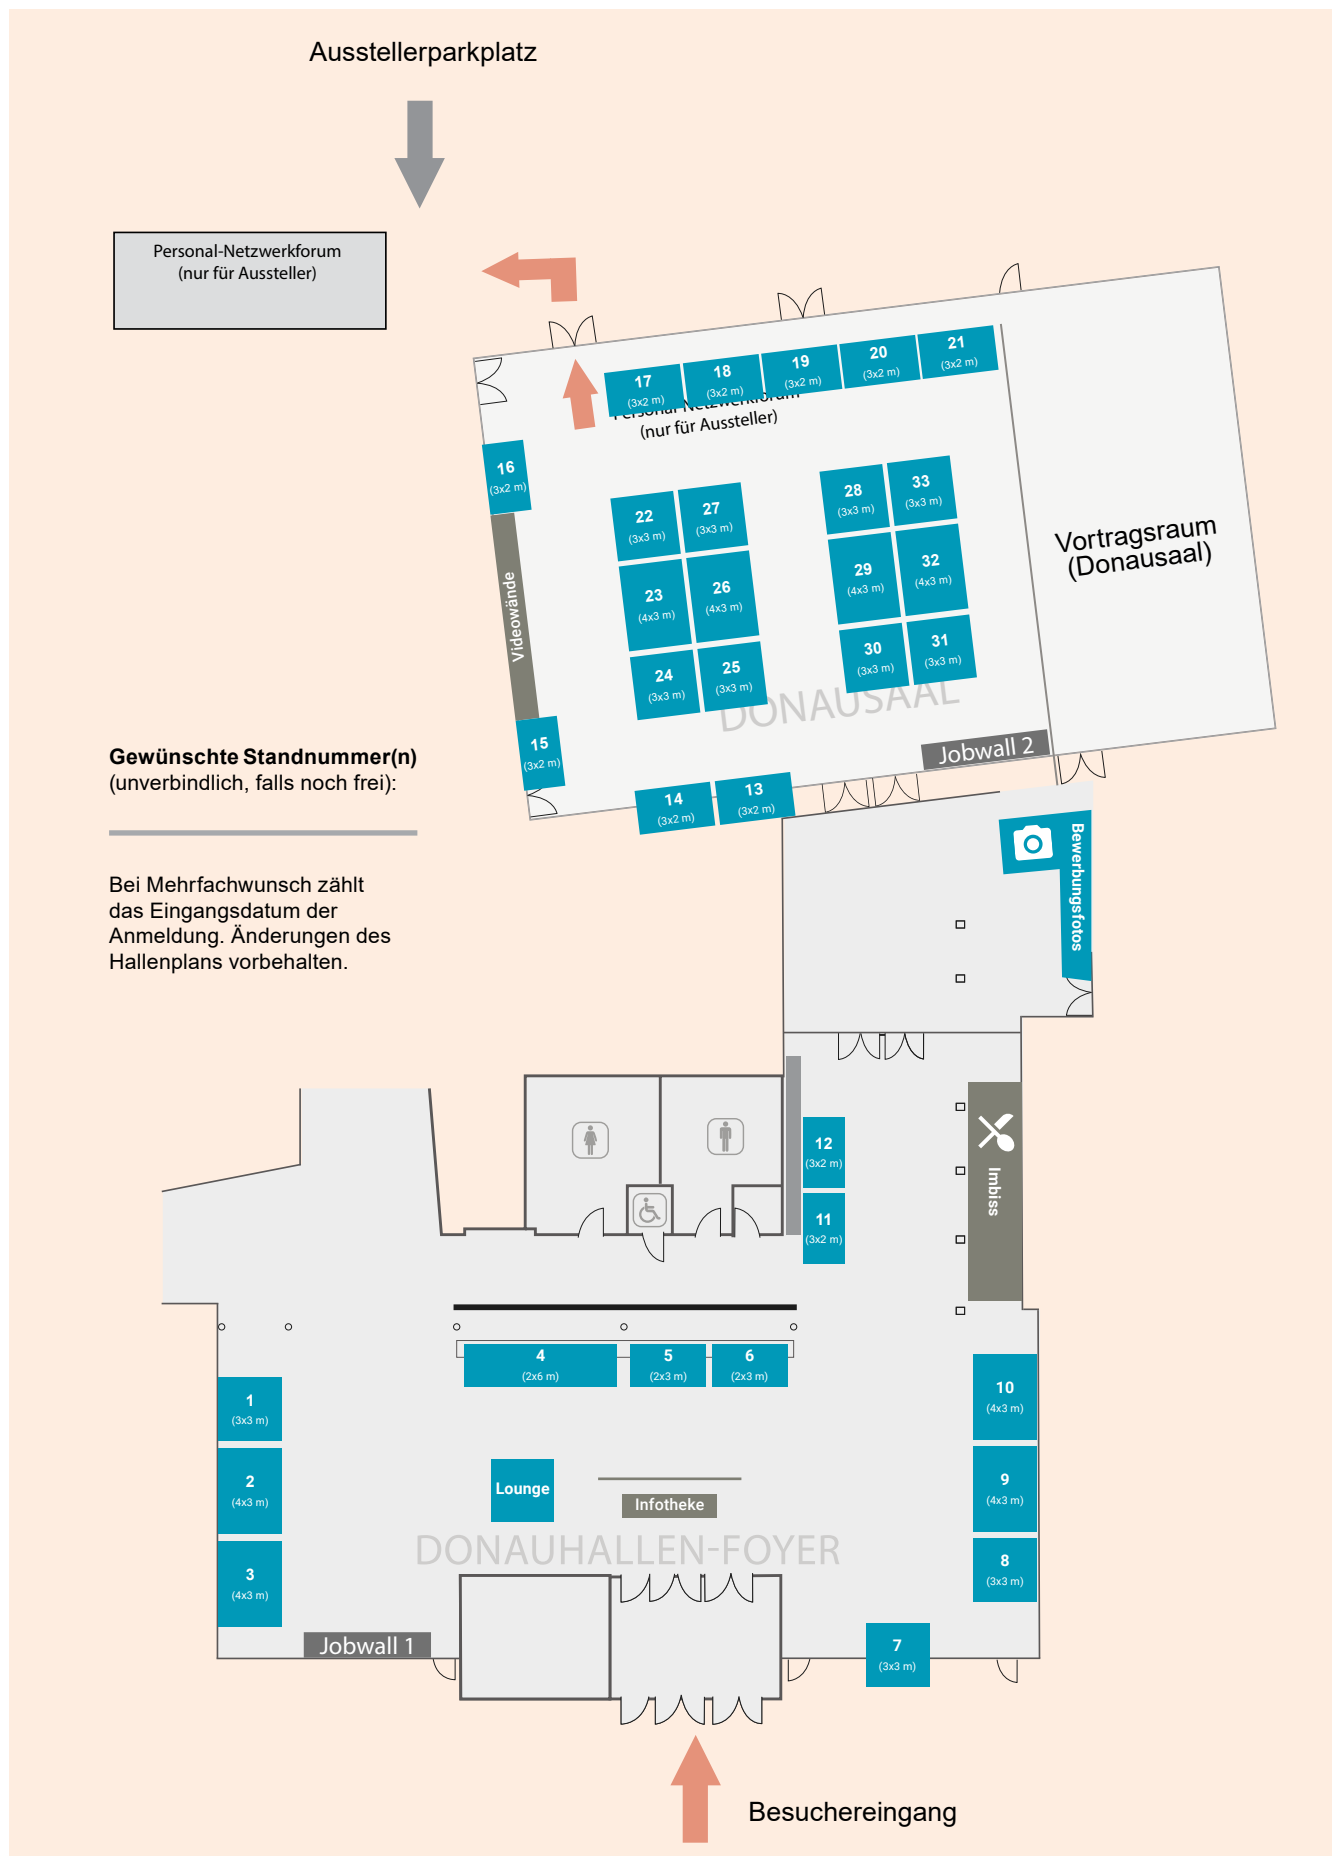 Ausstellerparkplatz
Personal-Netzwerkforum
(nur für Aussteller)
17
(3x2 m)
18
(3x2 m)
19
(3x2 m)
20
(3x2 m)
21
(3x2 m)
Personal-Netzwerkforum
(nur für Aussteller)
16
(3x2 m)
22
(3x3 m)
27
(3x3 m)
28
(3x3 m)
33
(3x3 m)
Vortragsraum
(Donausaal)
Videowände
23
(4x3 m)
26
(4x3 m)
29
(4x3 m)
32
(4x3 m)
24
(3x3 m)
25
(3x3 m)
30
(3x3 m)
31
(3x3 m)
DONAUSAAL
15
(3x2 m)
Jobwall 2
14
(3x2 m)
13
(3x2 m)
Gewünschte Standnummer(n)
(unverbindlich, falls noch frei):
Bei Mehrfachwunsch zählt
das Eingangsdatum der
Anmeldung. Änderungen des
Hallenplans vorbehalten.
Bewerbungsfotos
12
(3x2 m)
11
(3x2 m)
Imbiss
4
(2x6 m)
5
(2x3 m)
6
(2x3 m)
1
(3x3 m)
2
(4x3 m)
3
(4x3 m)
10
(4x3 m)
9
(4x3 m)
8
(3x3 m)
Lounge
Infotheke
DONAUHALLEN-FOYER
Jobwall 1
7
(3x3 m)
Besuchereingang